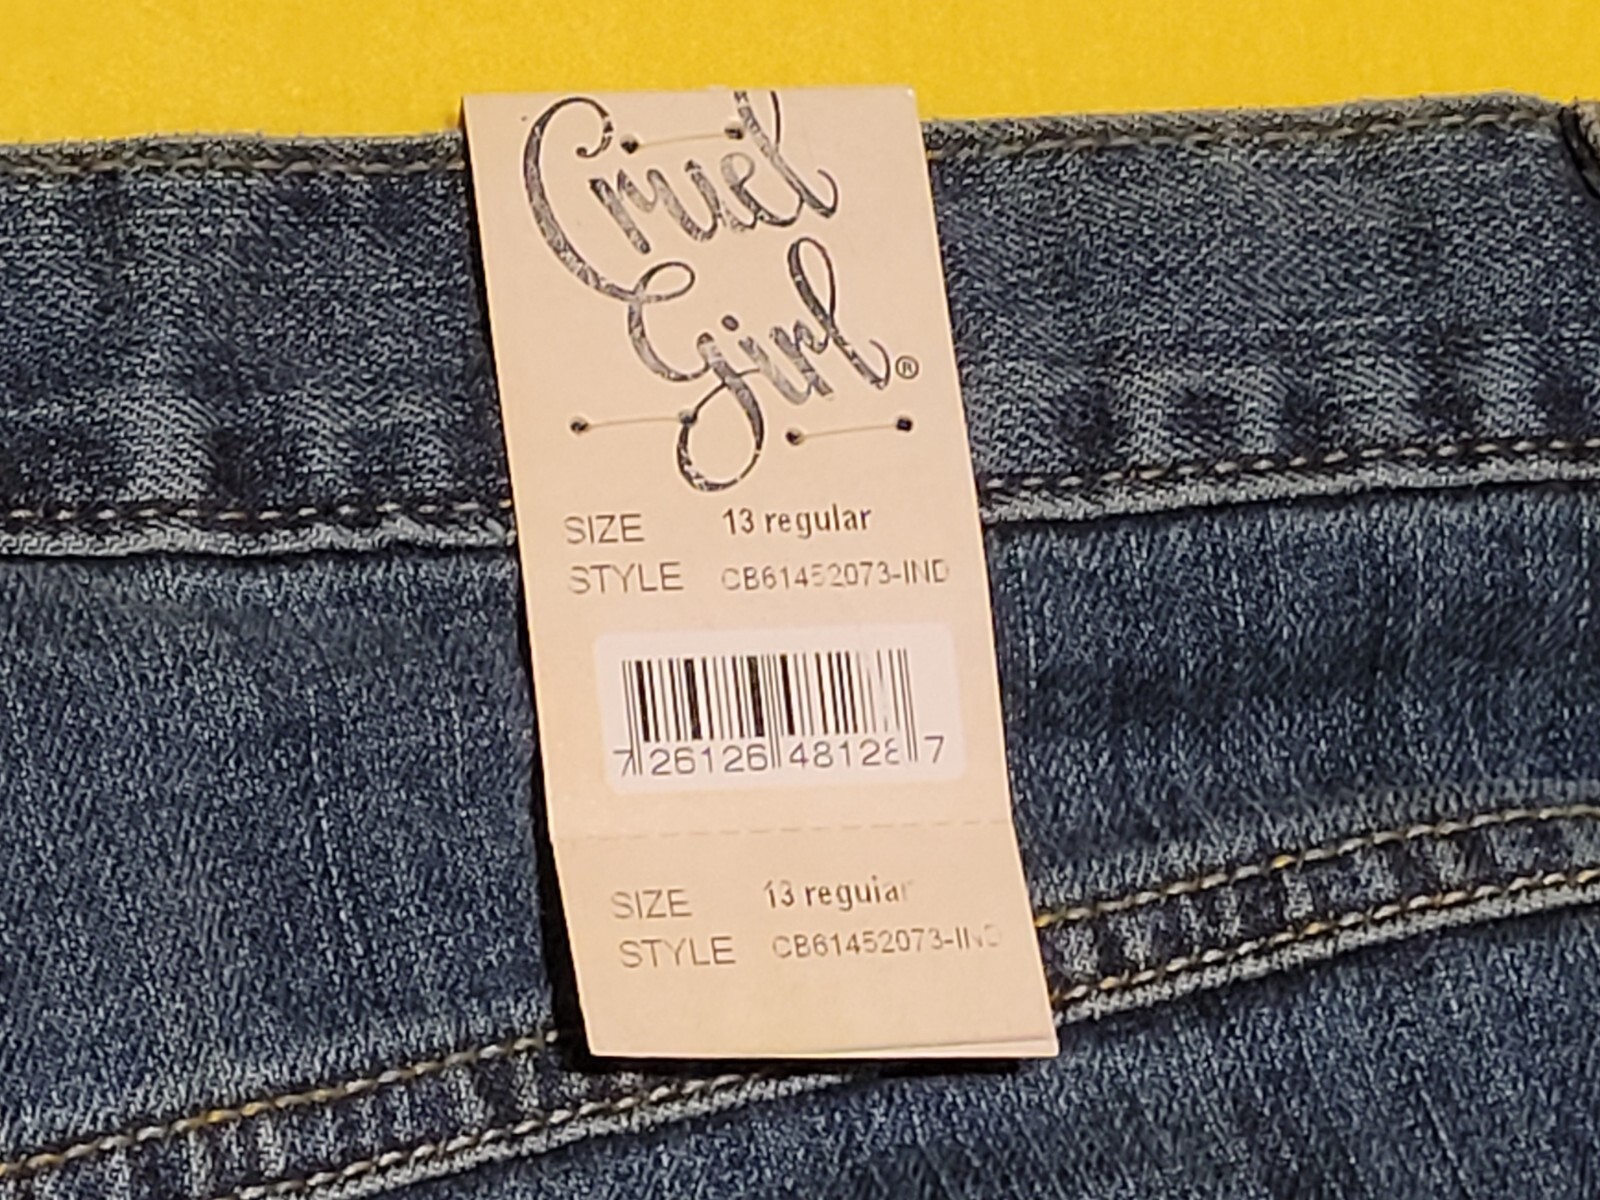 Cruel
Girl®
SIZE 13 regular
STYLE CB61452073-IND
7 26126 48128 7
SIZE 13 regular
STYLE CB61452073-IND